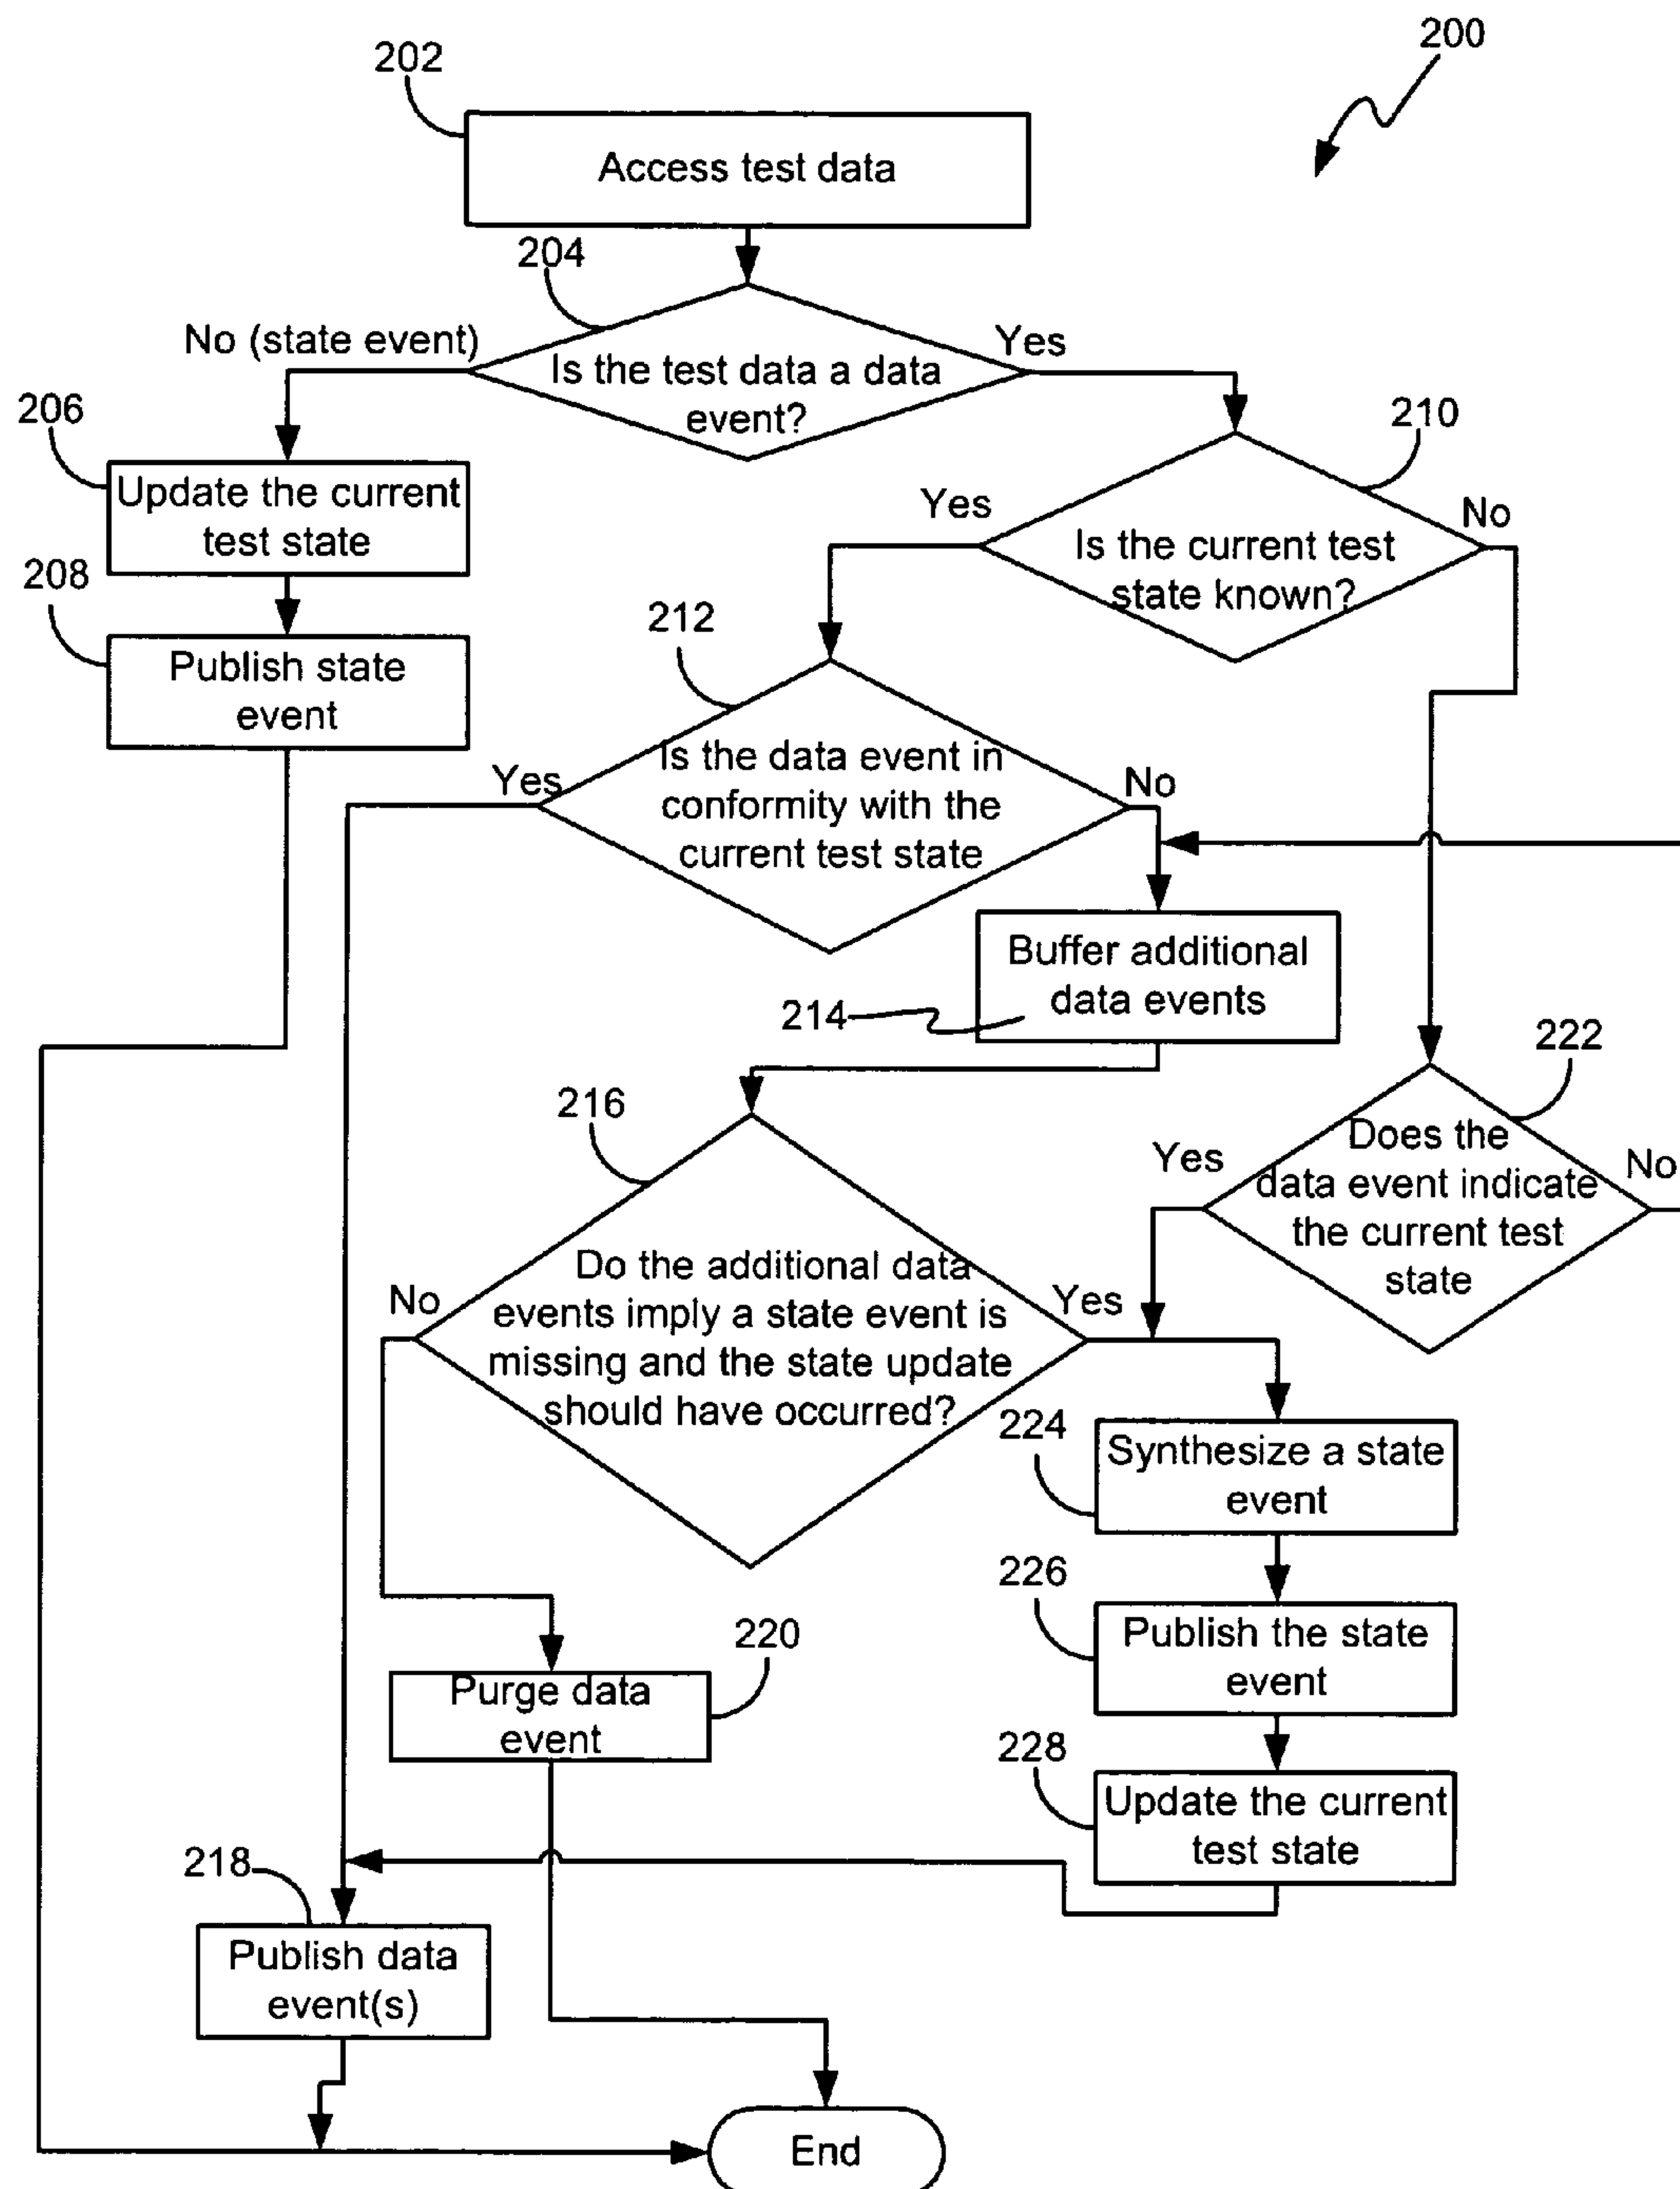 200
202
Access test data
204
No (state event)
Yes
Is the test data a data
event?
206
Update the current
test state
210
Yes
No
Is the current test
state known?
208
Publish state
event
212
Is the data event in
conformity with the
current test state
Yes
No
Buffer additional
data events
214
222
Does the
data event indicate
the current test
state
Yes
No
216
Do the additional data
events imply a state event is
missing and the state update
should have occurred?
No
Yes
224
Synthesize a state
event
226
Publish the state
event
220
Purge data
event
228
Update the current
test state
218
Publish data
event(s)
End